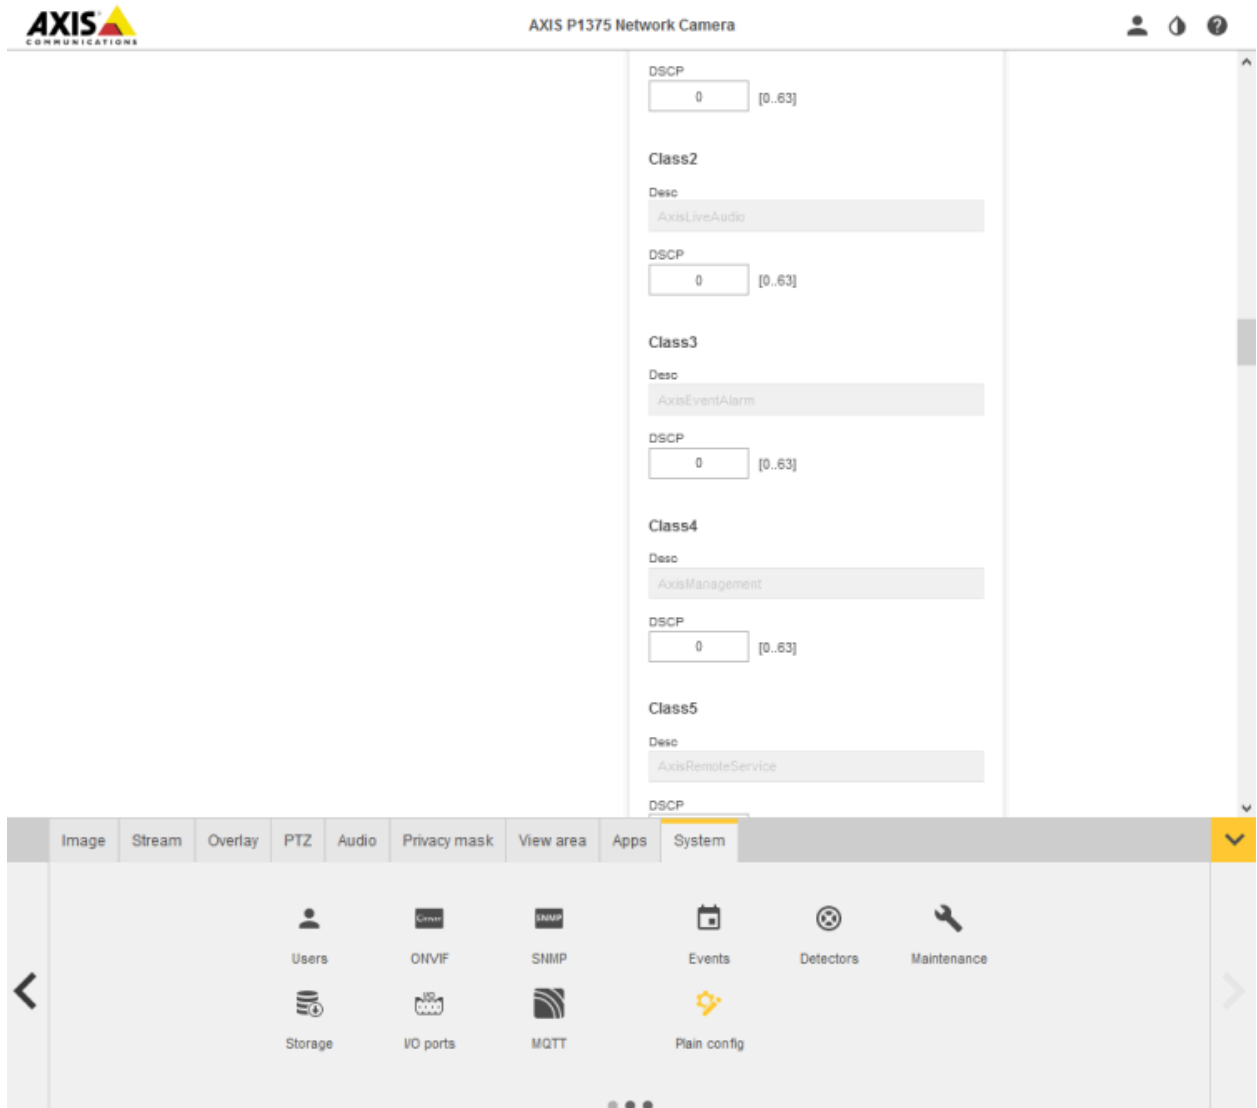 AXIS
COMMUNICATIONS
AXIS P1375 Network Camera
DSCP
0 [0..63]
Class2
Desc
AxisLiveAudio
DSCP
0 [0..63]
Class3
Desc
AxisEventAlarm
DSCP
0 [0..63]
Class4
Desc
AxisManagement
DSCP
0 [0..63]
Class5
Desc
AxisRemoteService
DSCP
Image Stream Overlay PTZ Audio Privacy mask View area Apps System
SNMP
Users ONVIF SNMP Events Detectors Maintenance
I/O
Storage I/O ports MQTT Plain config